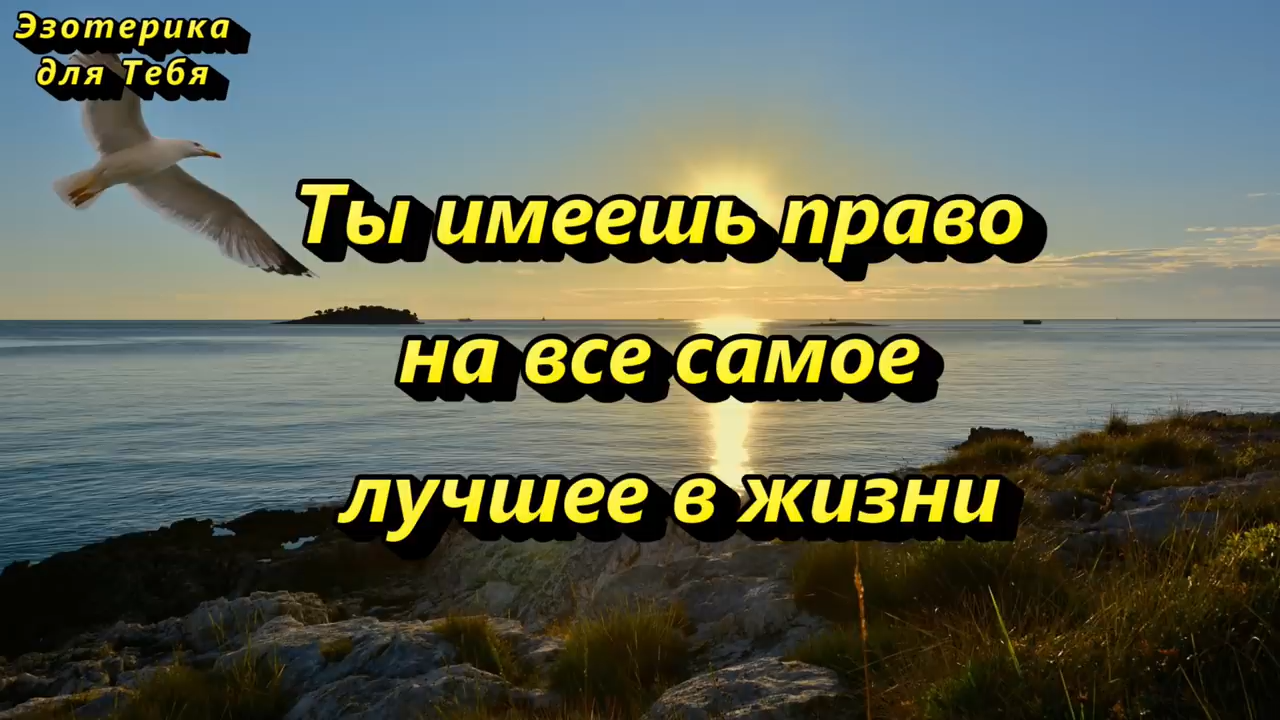 Эзотерика
для Тебя
Ты имеешь право
на все самое
лучшее в жизни